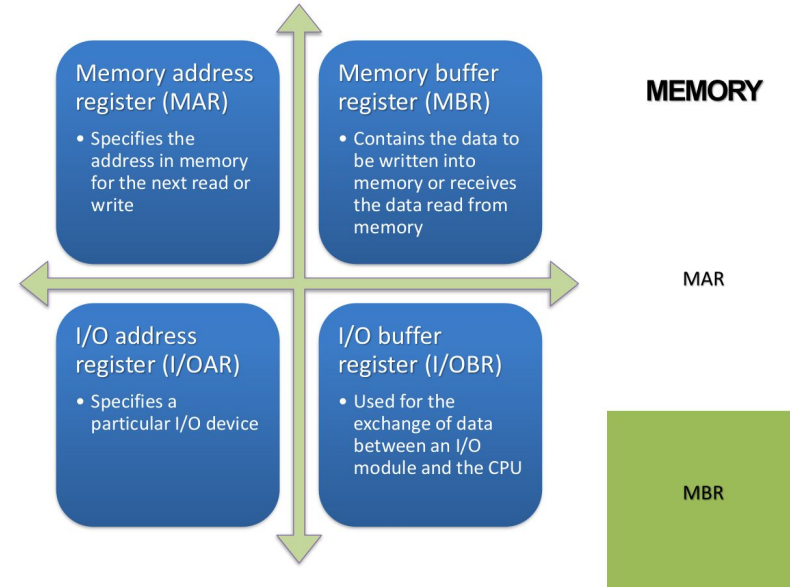 Memory address
register (MAR)
• Specifies the
address in memory
for the next read or
write
Memory buffer
register (MBR)
• Contains the data to
be written into
memory or receives
the data read from
memory
I/O address
register (I/OAR)
• Specifies a
particular I/O device
I/O buffer
register (I/OBR)
• Used for the
exchange of data
between an I/O
module and the CPU
MEMORY
MAR
MBR